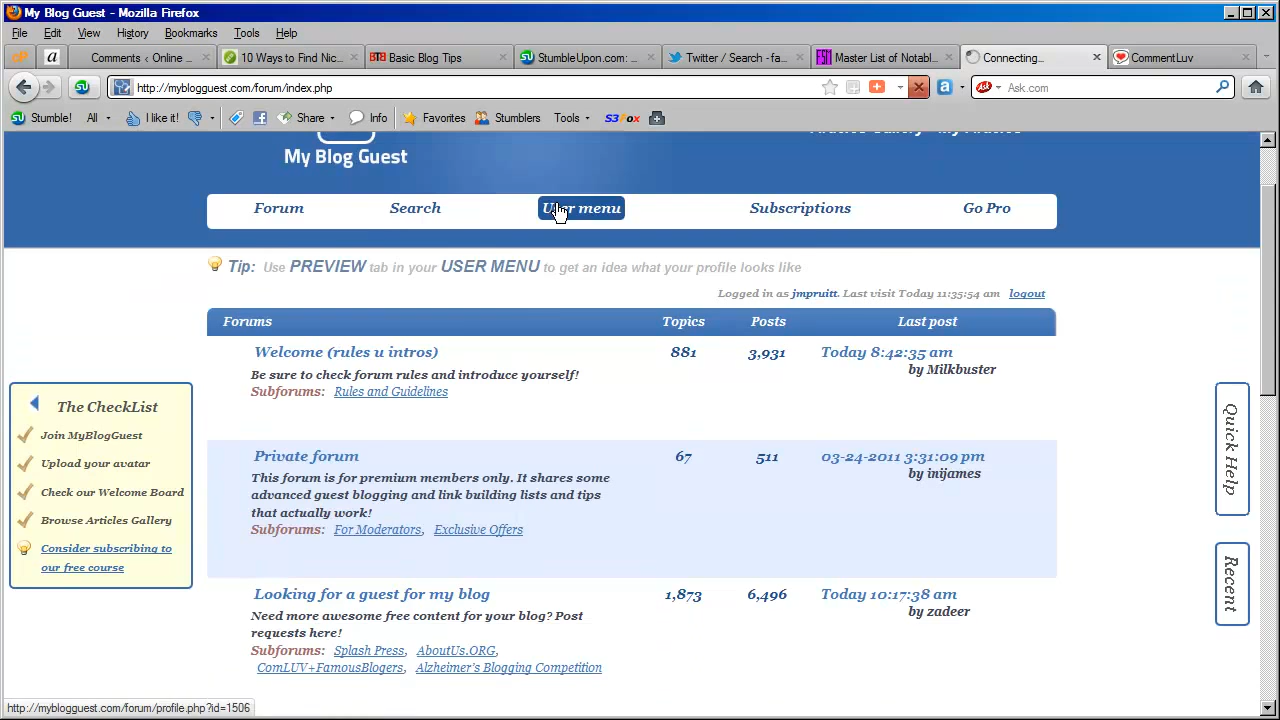 My Blog Guest - Mozilla Firefox
File Edit View History Bookmarks Tools Help
Comments ‹ Online ... 10 Ways to Find Nic... BTB Basic Blog Tips StumbleUpon.com: ... Twitter / Search - fa... FSM Master List of Notabl... Connecting... CommentLuv
http://myblogguest.com/forum/index.php
Ask Ask.com
Stumble! All I like it! Share Info Favorites Stumblers Tools S3Fox
My Blog Guest
Forum Search User menu Subscriptions Go Pro
Tip: Use PREVIEW tab in your USER MENU to get an idea what your profile looks like
Logged in as jmpruitt. Last visit Today 11:35:54 am logout
Forums Topics Posts Last post
Welcome (rules u intros) 881 3,931 Today 8:42:35 am
by Milkbuster
Be sure to check forum rules and introduce yourself!
Subforums: Rules and Guidelines
The CheckList
Join MyBlogGuest
Upload your avatar
Check our Welcome Board
Browse Articles Gallery
Consider subscribing to
our free course
Private forum 67 511 03-24-2011 3:31:09 pm
by inijames
This forum is for premium members only. It shares some
advanced guest blogging and link building lists and tips
that actually work!
Subforums: For Moderators, Exclusive Offers
Looking for a guest for my blog 1,873 6,496 Today 10:17:38 am
by zadeer
Need more awesome free content for your blog? Post
requests here!
Subforums: Splash Press, AboutUs.ORG,
ComLUV+FamousBlogers, Alzheimer's Blogging Competition
Quick Help
Recent
http://myblogguest.com/forum/profile.php?id=1506